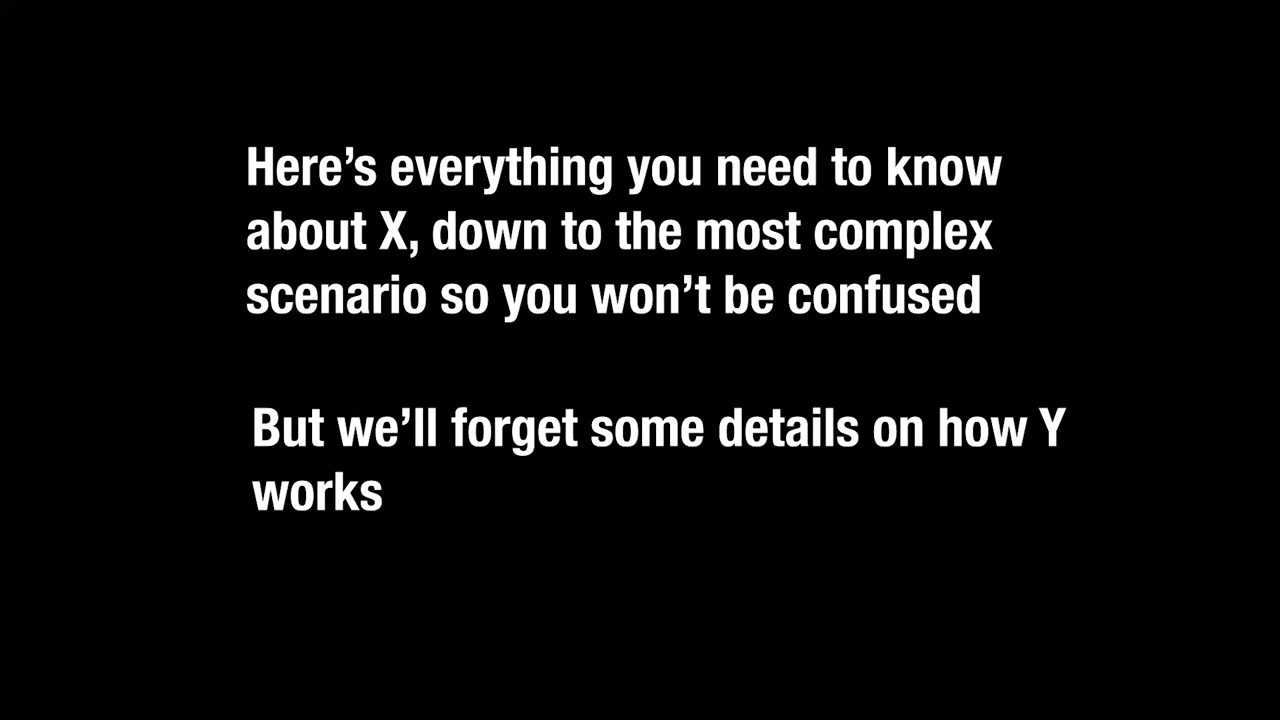 Here’s everything you need to know
about X, down to the most complex
scenario so you won’t be confused
But we’ll forget some details on how Y
works